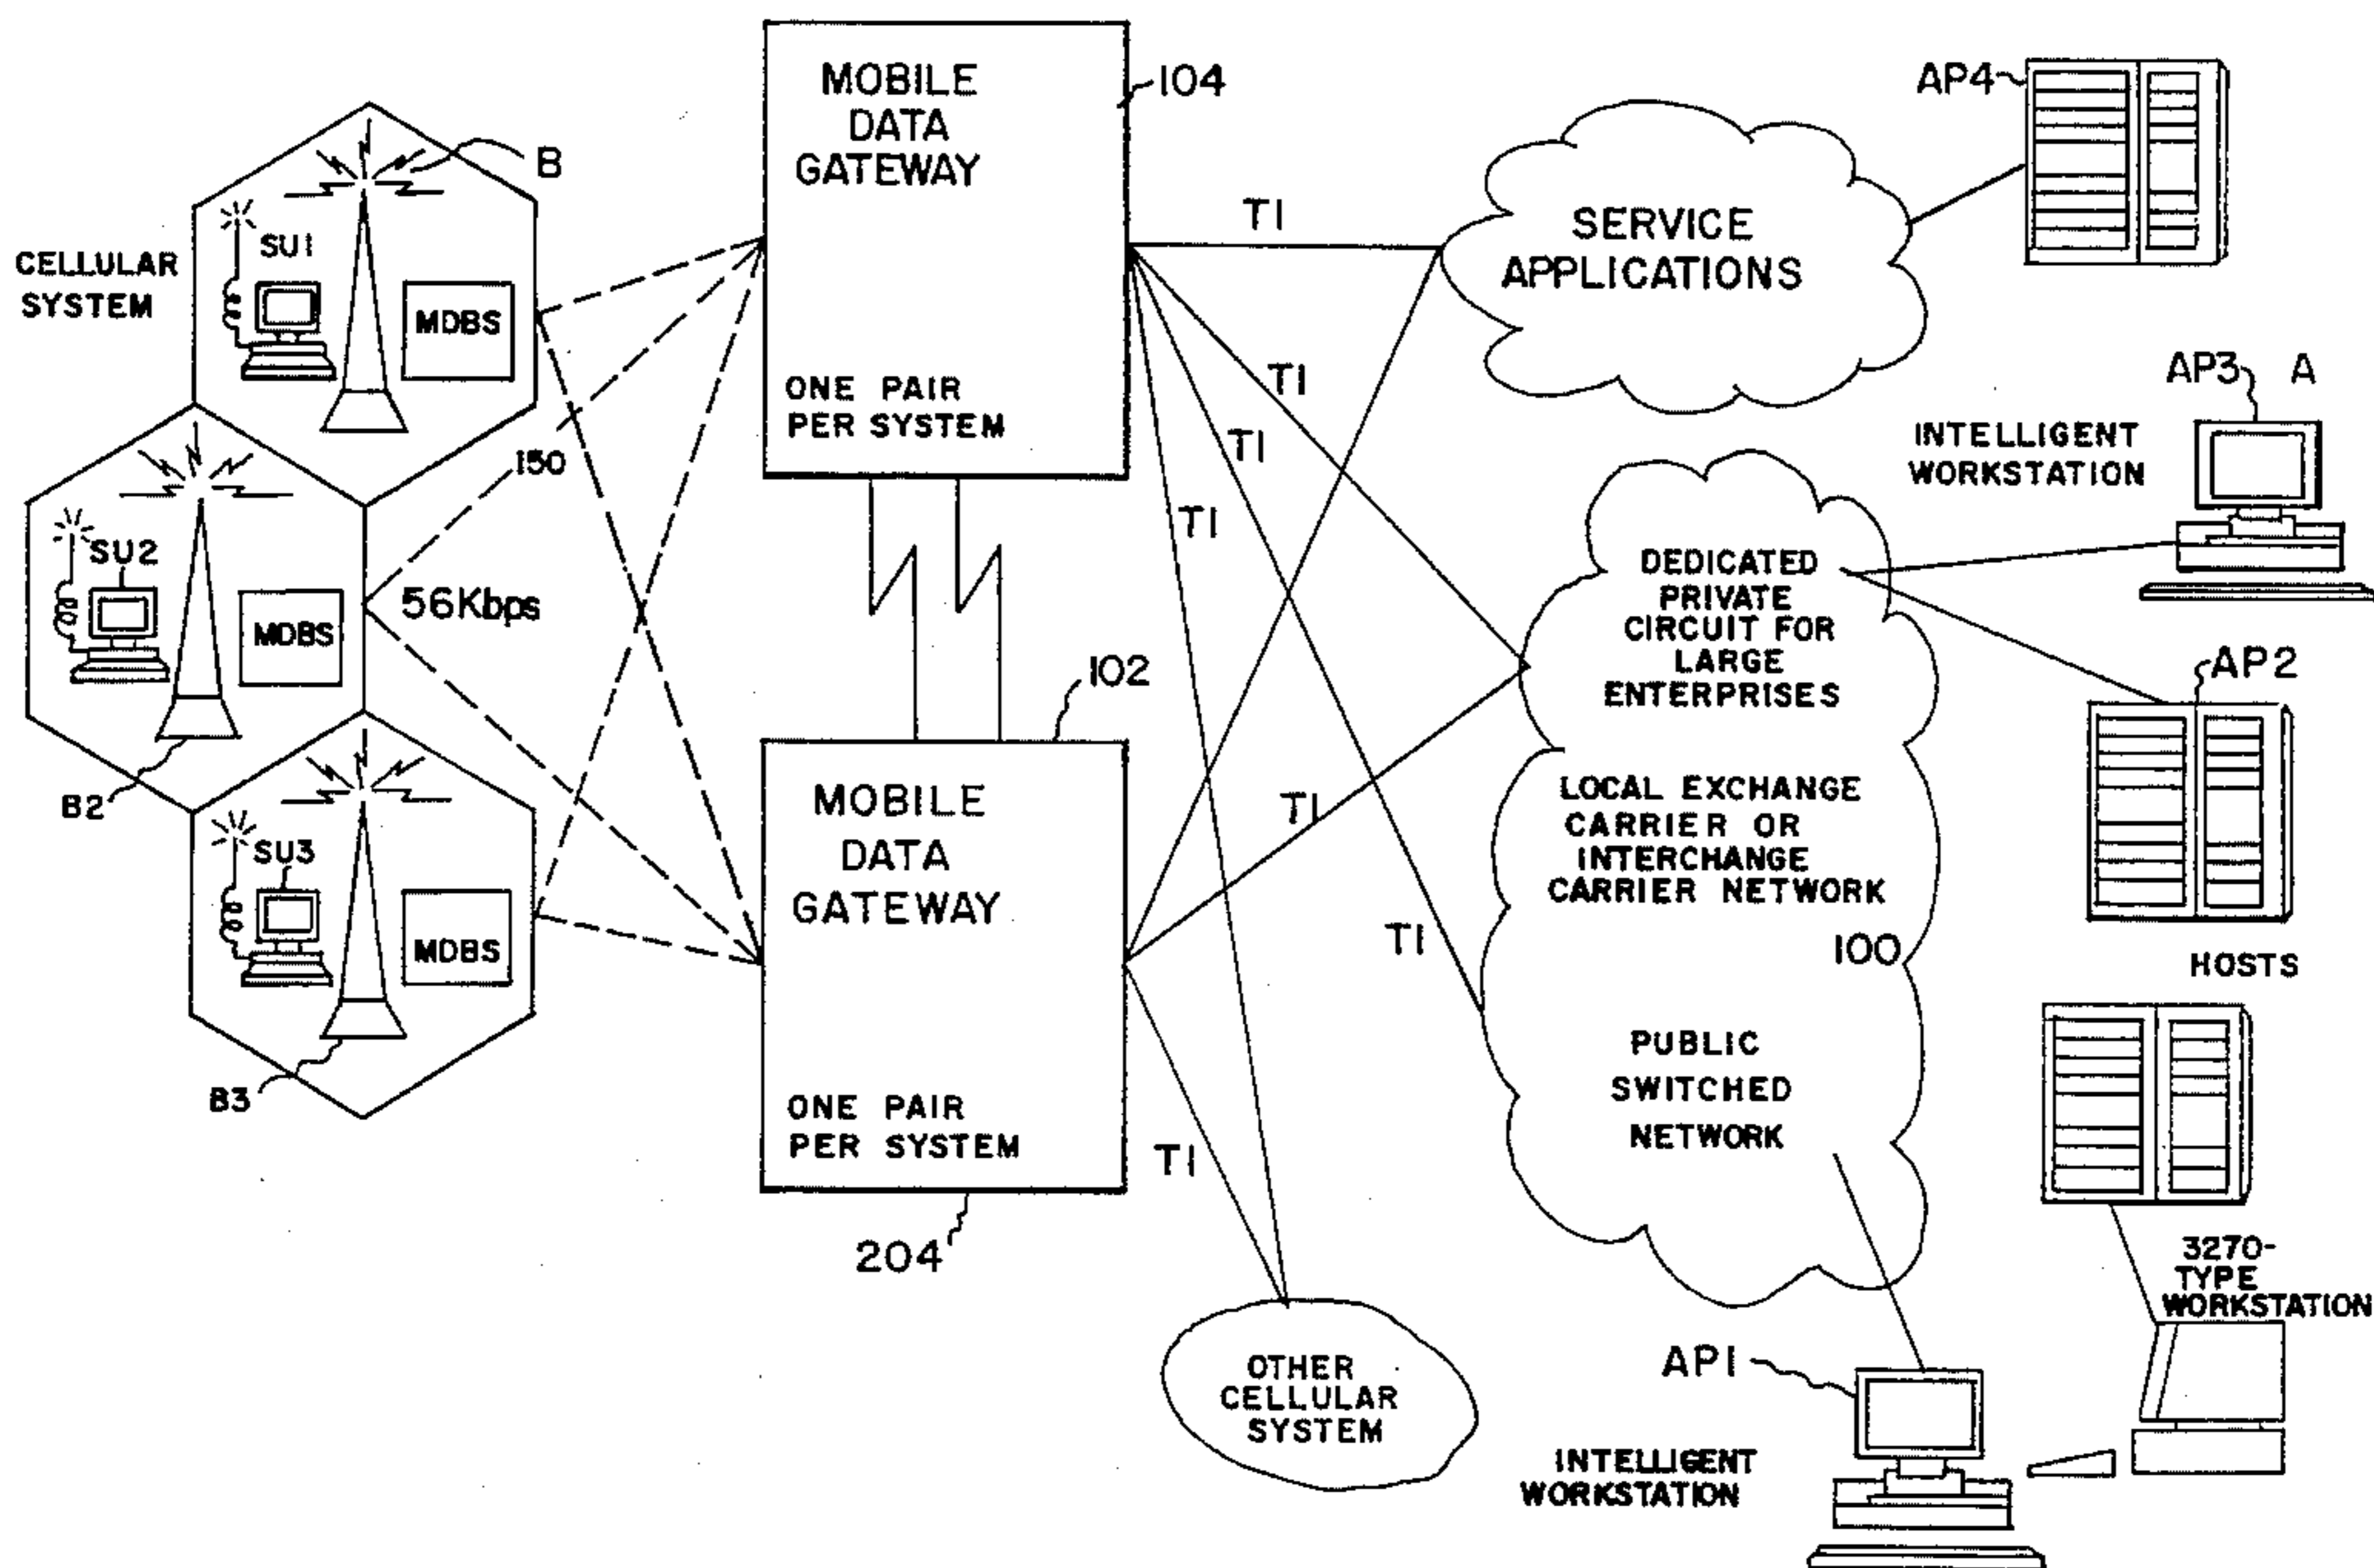 CELLULAR
SYSTEM
B
SU1
MDBS
150
56Kbps
SU2
MDBS
B2
SU3
MDBS
B3
MOBILE
DATA
GATEWAY
104
ONE PAIR
PER SYSTEM
102
MOBILE
DATA
GATEWAY
ONE PAIR
PER SYSTEM
204
T1
T1
T1
T1
T1
T1
T1
SERVICE
APPLICATIONS
AP4
AP3
A
INTELLIGENT
WORKSTATION
DEDICATED
PRIVATE
CIRCUIT FOR
LARGE
ENTERPRISES
AP2
LOCAL EXCHANGE
CARRIER OR
INTERCHANGE
CARRIER NETWORK
100
HOSTS
PUBLIC
SWITCHED
NETWORK
3270-
TYPE
WORKSTATION
OTHER
CELLULAR
SYSTEM
AP1
INTELLIGENT
WORKSTATION